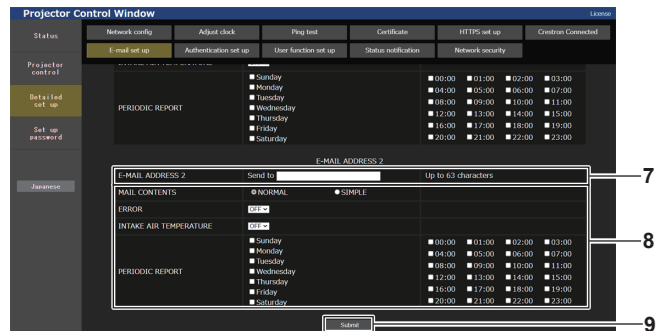 Projector Control Window
License
Status
Network config
Adjust clock
Ping test
Certificate
HTTPS set up
Crestron Connected
E-mail set up
Authentication set up
User function set up
Status notification
Network security
Projector control
Detailed set up
Set up password
Japanese
PERIODIC REPORT
Sunday
Monday
Tuesday
Wednesday
Thursday
Friday
Saturday
00:00 01:00 02:00 03:00
04:00 05:00 06:00 07:00
08:00 09:00 10:00 11:00
12:00 13:00 14:00 15:00
16:00 17:00 18:00 19:00
20:00 21:00 22:00 23:00
E-MAIL ADDRESS 2
E-MAIL ADDRESS 2 Send to Up to 63 characters
7
MAIL CONTENTS NORMAL SIMPLE
ERROR OFF
INTAKE AIR TEMPERATURE OFF
8
PERIODIC REPORT
Sunday
Monday
Tuesday
Wednesday
Thursday
Friday
Saturday
00:00 01:00 02:00 03:00
04:00 05:00 06:00 07:00
08:00 09:00 10:00 11:00
12:00 13:00 14:00 15:00
16:00 17:00 18:00 19:00
20:00 21:00 22:00 23:00
Submit
9